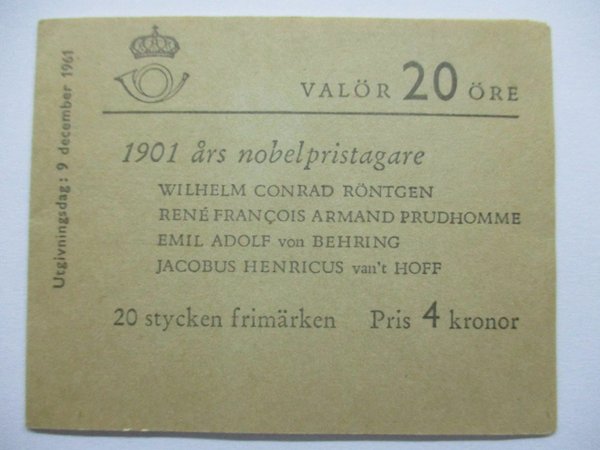 Utgivningsdag: 9 december 1961
VALÖR 20 ÖRE
1901 års nobelpristagare
WILHELM CONRAD RÖNTGEN
RENÉ FRANÇOIS ARMAND PRUDHOMME
EMIL ADOLF von BEHRING
JACOBUS HENRICUS van't HOFF
20 stycken frimärken Pris 4 kronor